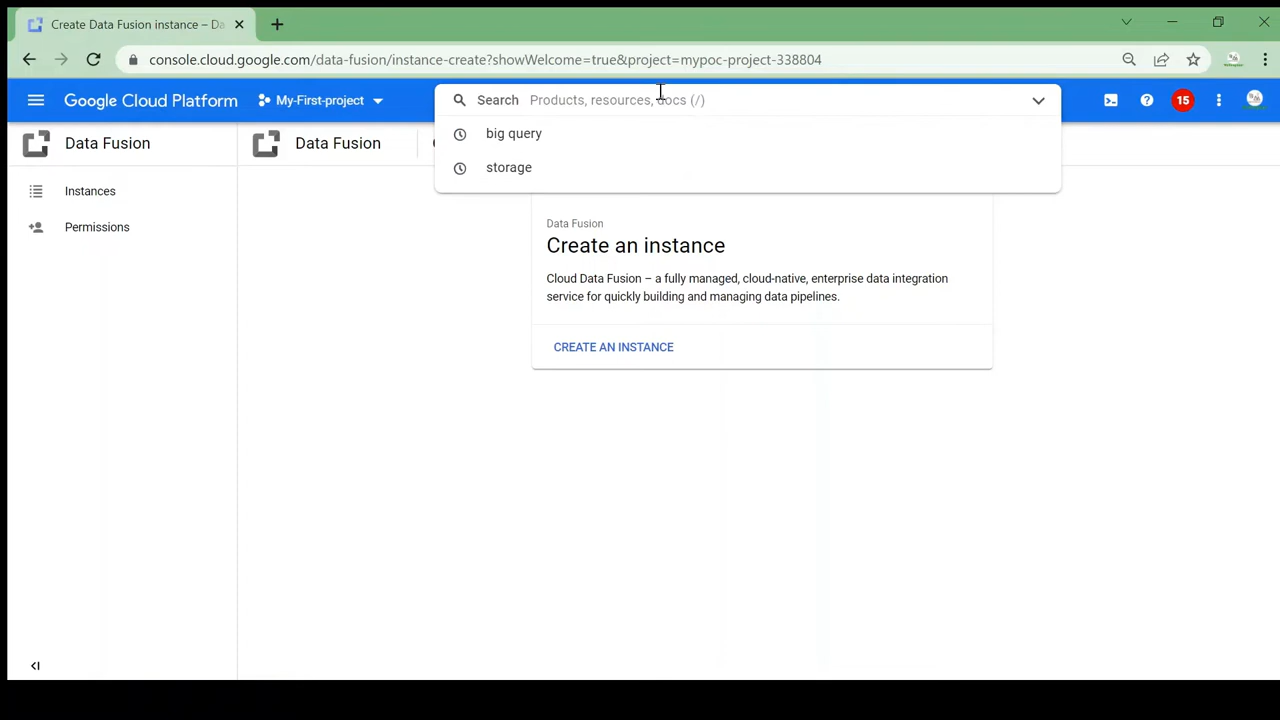 Create Data Fusion instance – Da
console.cloud.google.com/data-fusion/instance-create?showWelcome=true&project=mypoc-project-338804
Google Cloud Platform
My-First-project
Search Products, resources, docs (/)
15
big query
storage
Data Fusion
Data Fusion
Instances
Permissions
Data Fusion
Create an instance
Cloud Data Fusion – a fully managed, cloud-native, enterprise data integration
service for quickly building and managing data pipelines.
CREATE AN INSTANCE